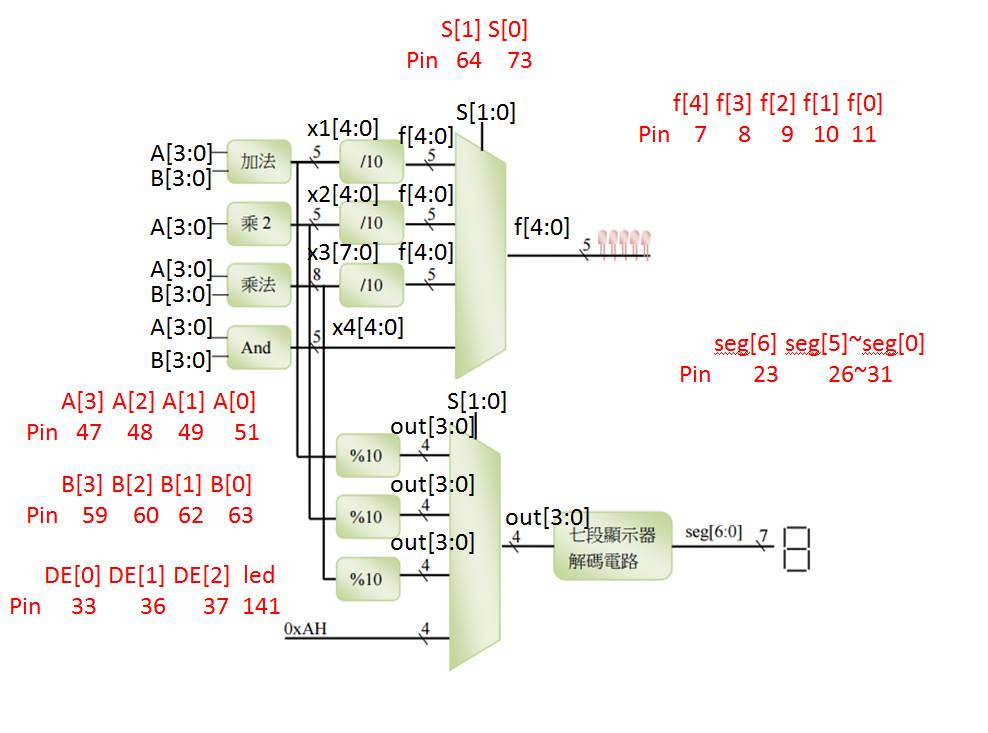 S[1] S[0]
Pin 64 73
f[4] f[3] f[2] f[1] f[0]
Pin 7 8 9 10 11
S[1:0]
x1[4:0] f[4:0]
A[3:0] 加法 5 /10 5
B[3:0]
x2[4:0] f[4:0]
A[3:0] 乘 2 5 /10 5
f[4:0] 5
x3[7:0] f[4:0]
A[3:0] 乘法 8 /10 5
B[3:0]
A[3:0] And 5 x4[4:0]
B[3:0]
seg[6] seg[5]~seg[0]
Pin 23 26~31
A[3] A[2] A[1] A[0]
Pin 47 48 49 51
S[1:0]
out[3:0]
%10 4
B[3] B[2] B[1] B[0]
Pin 59 60 62 63
out[3:0]
%10 4
out[3:0]
4
七段顯示器
解碼電路
seg[6:0] 7
out[3:0]
%10 4
DE[0] DE[1] DE[2] led
Pin 33 36 37 141
0xAH 4